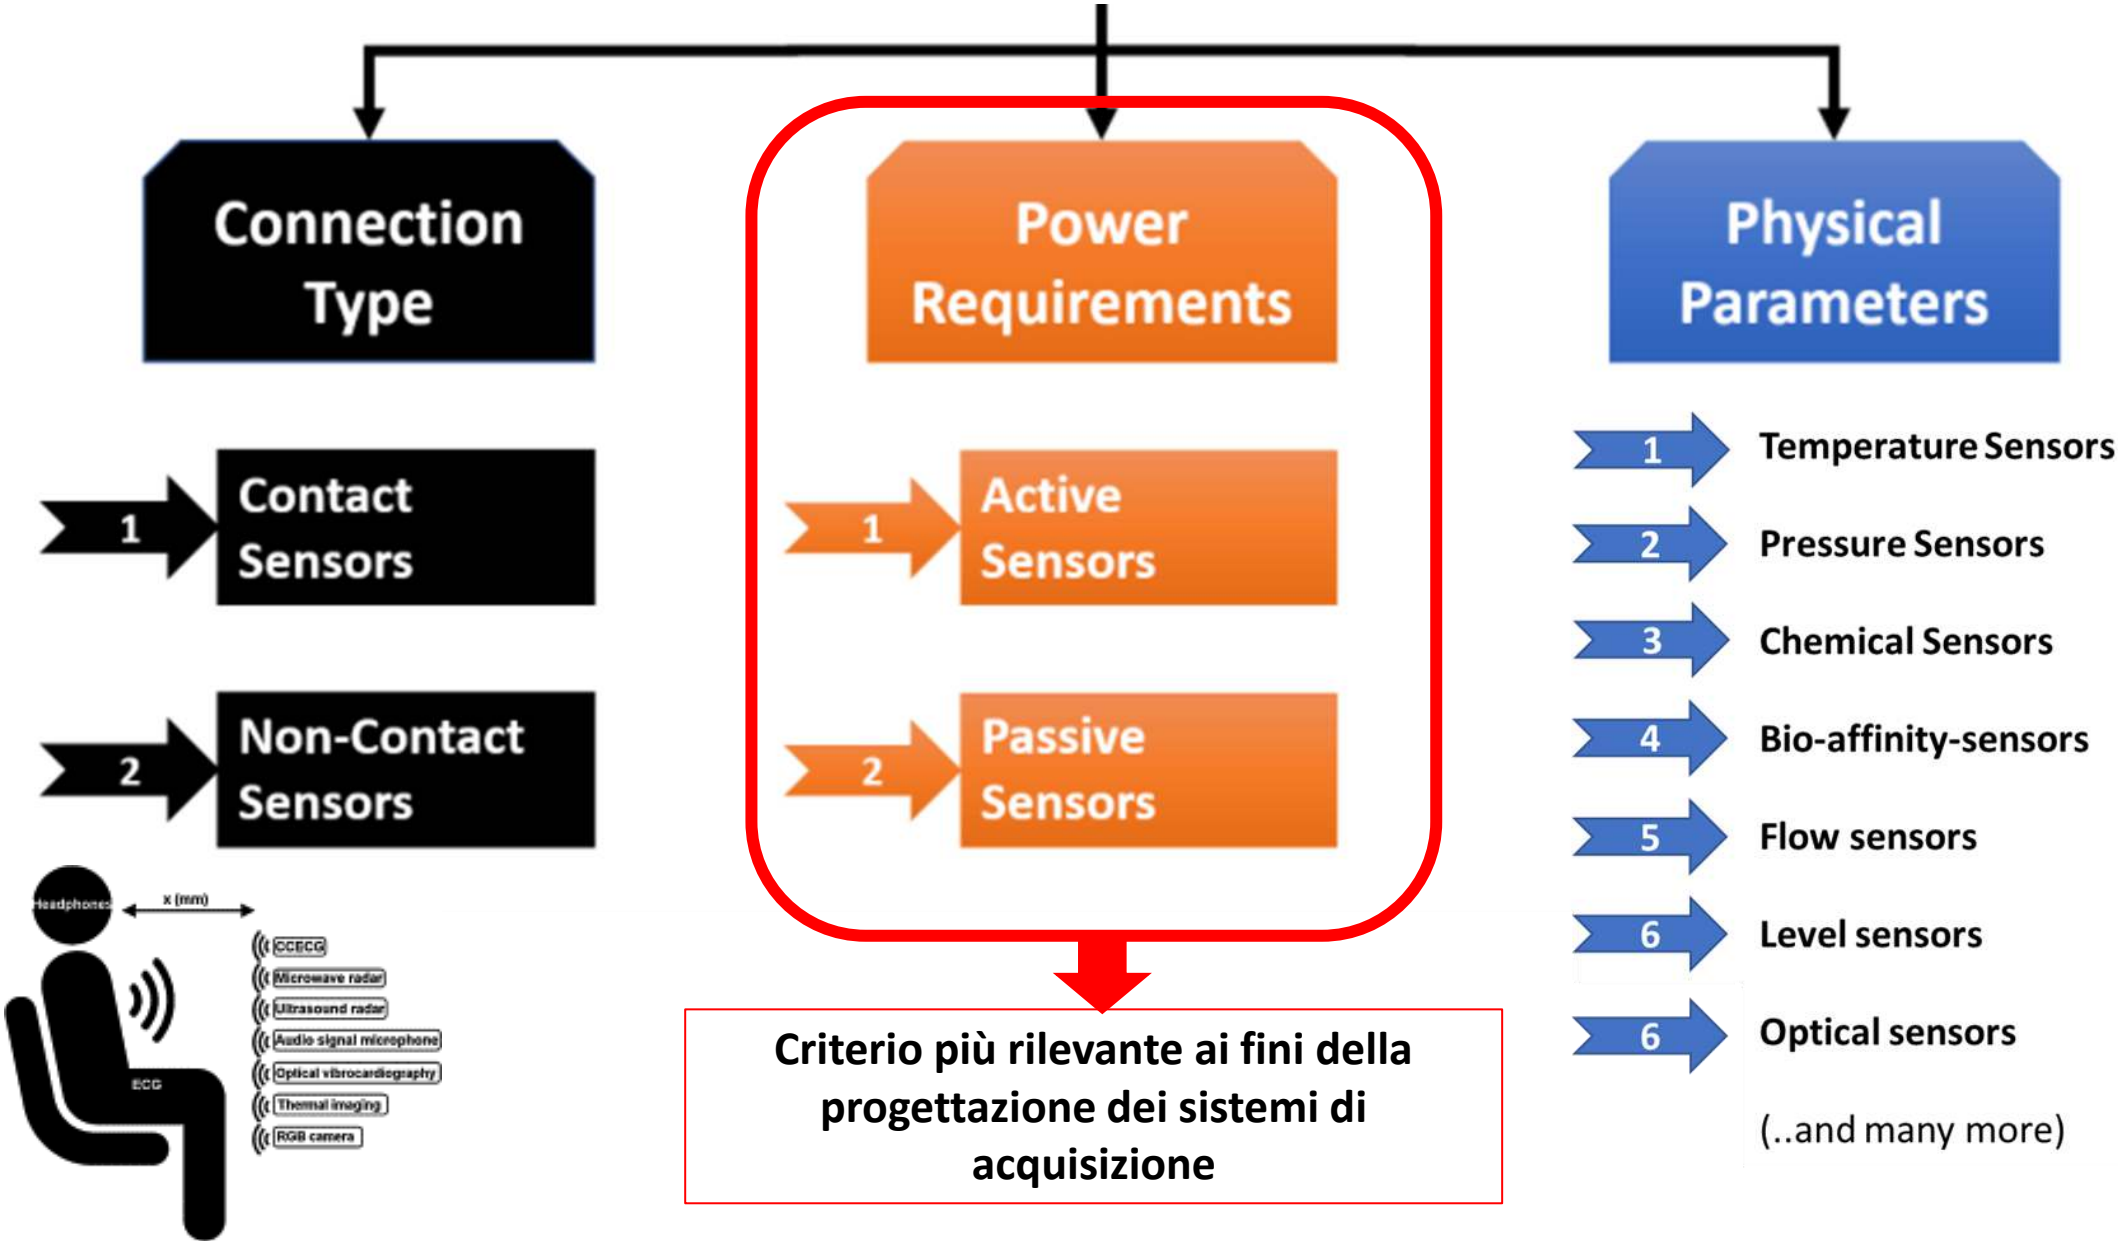 Connection
Type
1
Contact
Sensors
2
Non-Contact
Sensors
Headphones
x (mm)
CCECG
Microwave radar
Ultrasound radar
Audio signal microphone
Optical vibrocardiography
Thermal imaging
RGB camera
ECG
Power
Requirements
1
Active
Sensors
2
Passive
Sensors
Criterio più rilevante ai fini della
progettazione dei sistemi di
acquisizione
Physical
Parameters
1 Temperature Sensors
2 Pressure Sensors
3 Chemical Sensors
4 Bio-affinity-sensors
5 Flow sensors
6 Level sensors
6 Optical sensors
(..and many more)